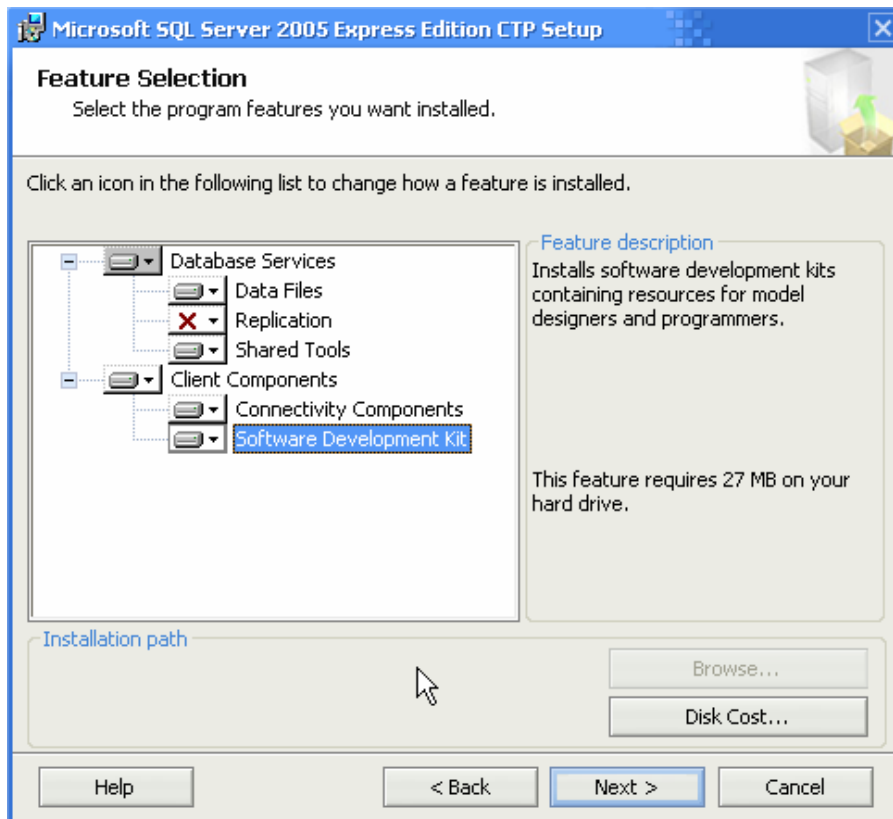 Microsoft SQL Server 2005 Express Edition CTP Setup
Feature Selection
Select the program features you want installed.
Click an icon in the following list to change how a feature is installed.
Database Services
Data Files
Replication
Shared Tools
Client Components
Connectivity Components
Software Development Kit
Feature description
Installs software development kits
containing resources for model
designers and programmers.
This feature requires 27 MB on your
hard drive.
Installation path
Browse...
Disk Cost...
Help
< Back
Next >
Cancel